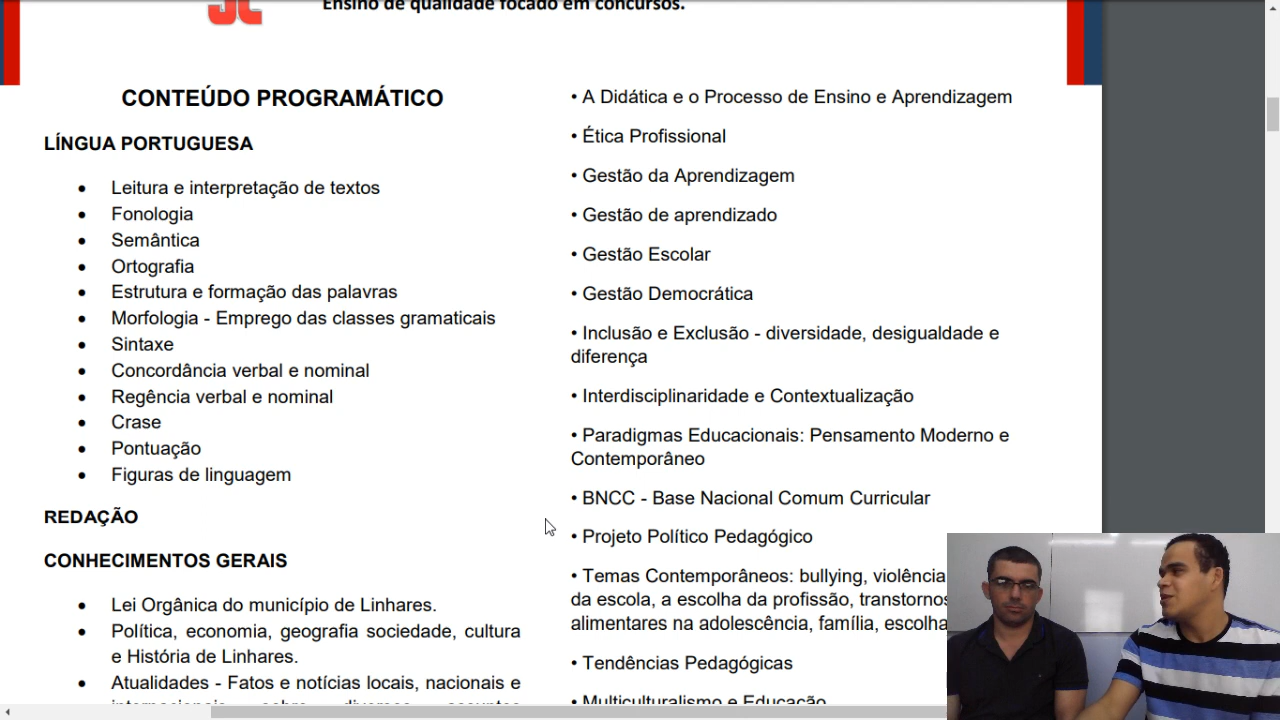 Ensino de qualidade focado em concursos.
CONTEÚDO PROGRAMÁTICO
LÍNGUA PORTUGUESA
• Leitura e interpretação de textos
• Fonologia
• Semântica
• Ortografia
• Estrutura e formação das palavras
• Morfologia - Emprego das classes gramaticais
• Sintaxe
• Concordância verbal e nominal
• Regência verbal e nominal
• Crase
• Pontuação
• Figuras de linguagem
REDAÇÃO
CONHECIMENTOS GERAIS
• Lei Orgânica do município de Linhares.
• Política, economia, geografia sociedade, cultura
e História de Linhares.
• Atualidades - Fatos e notícias locais, nacionais e
internacionais sobre diversos assuntos
• A Didática e o Processo de Ensino e Aprendizagem
• Ética Profissional
• Gestão da Aprendizagem
• Gestão de aprendizado
• Gestão Escolar
• Gestão Democrática
• Inclusão e Exclusão - diversidade, desigualdade e
diferença
• Interdisciplinaridade e Contextualização
• Paradigmas Educacionais: Pensamento Moderno e
Contemporâneo
• BNCC - Base Nacional Comum Curricular
• Projeto Político Pedagógico
• Temas Contemporâneos: bullying, violência
da escola, a escolha da profissão, transtornos
alimentares na adolescência, família, escolha
• Tendências Pedagógicas
• Multiculturalismo e Educação